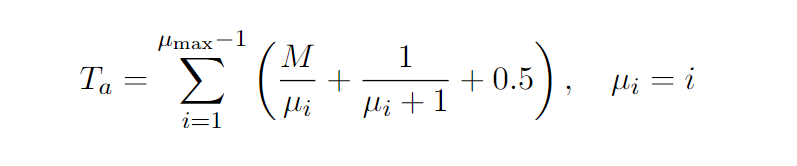 $T_a = \sum_{i=1}^{\mu_{\max}-1} \left( \frac{M}{\mu_i} + \frac{1}{\mu_i + 1} + 0.5 \right), \quad \mu_i = i$